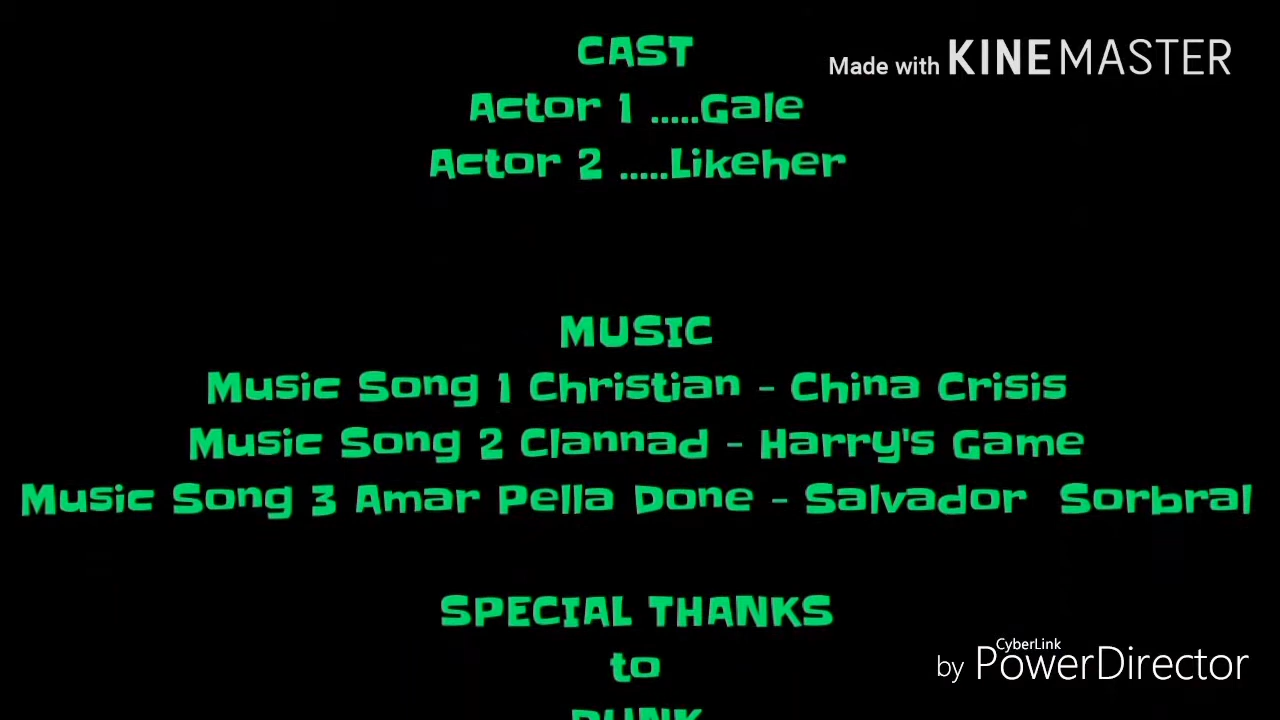 CAST
Made with KINEMASTER
Actor 1 .....Gale
Actor 2 .....Likeher
MUSIC
Music Song 1 Christian - China Crisis
Music Song 2 Clannad - Harry's Game
Music Song 3 Amar Pella Done - Salvador Sorbral
SPECIAL THANKS
to
CyberLink
by PowerDirector